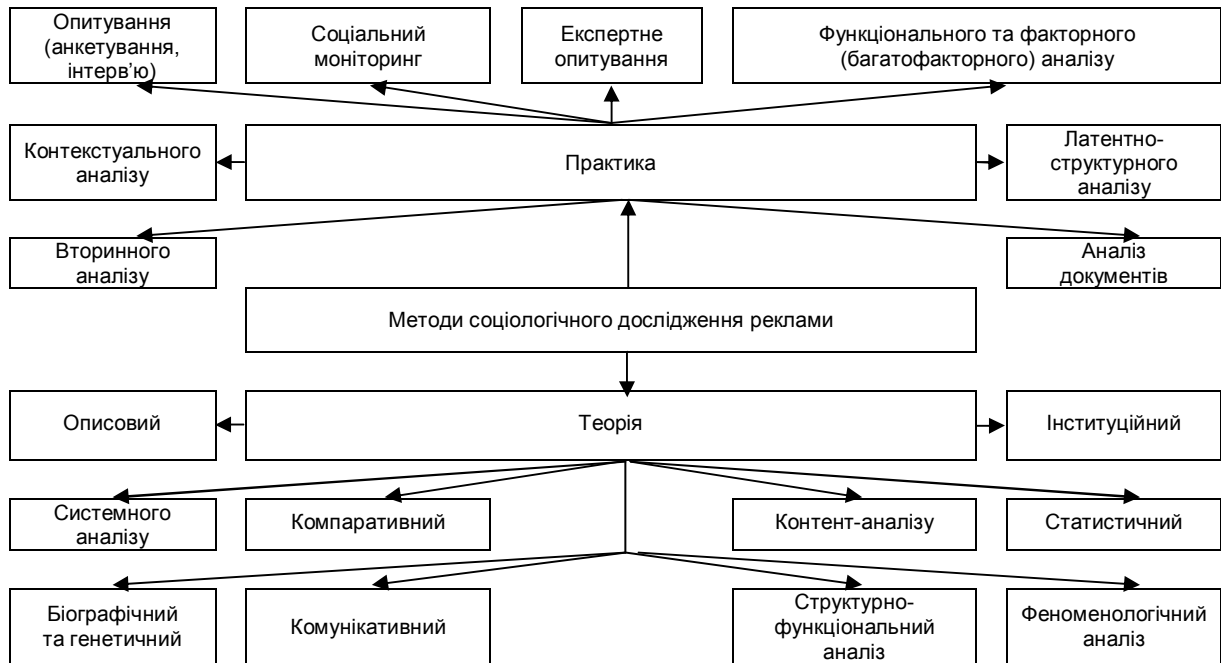 Опитування
(анкетування,
інтерв’ю)
Соціальний
моніторинг
Експертне
опитування
Функціонального та факторного
(багатофакторного) аналізу
Контекстуального
аналізу
Практика
Латентно-
структурного
аналізу
Вторинного
аналізу
Аналіз
документів
Методи соціологічного дослідження реклами
Описовий
Теорія
Інституційний
Системного
аналізу
Компаративний
Контент-аналізу
Статистичний
Біографічний
та генетичний
Комунікативний
Структурно-
функціональний
аналіз
Феноменологічний
аналіз